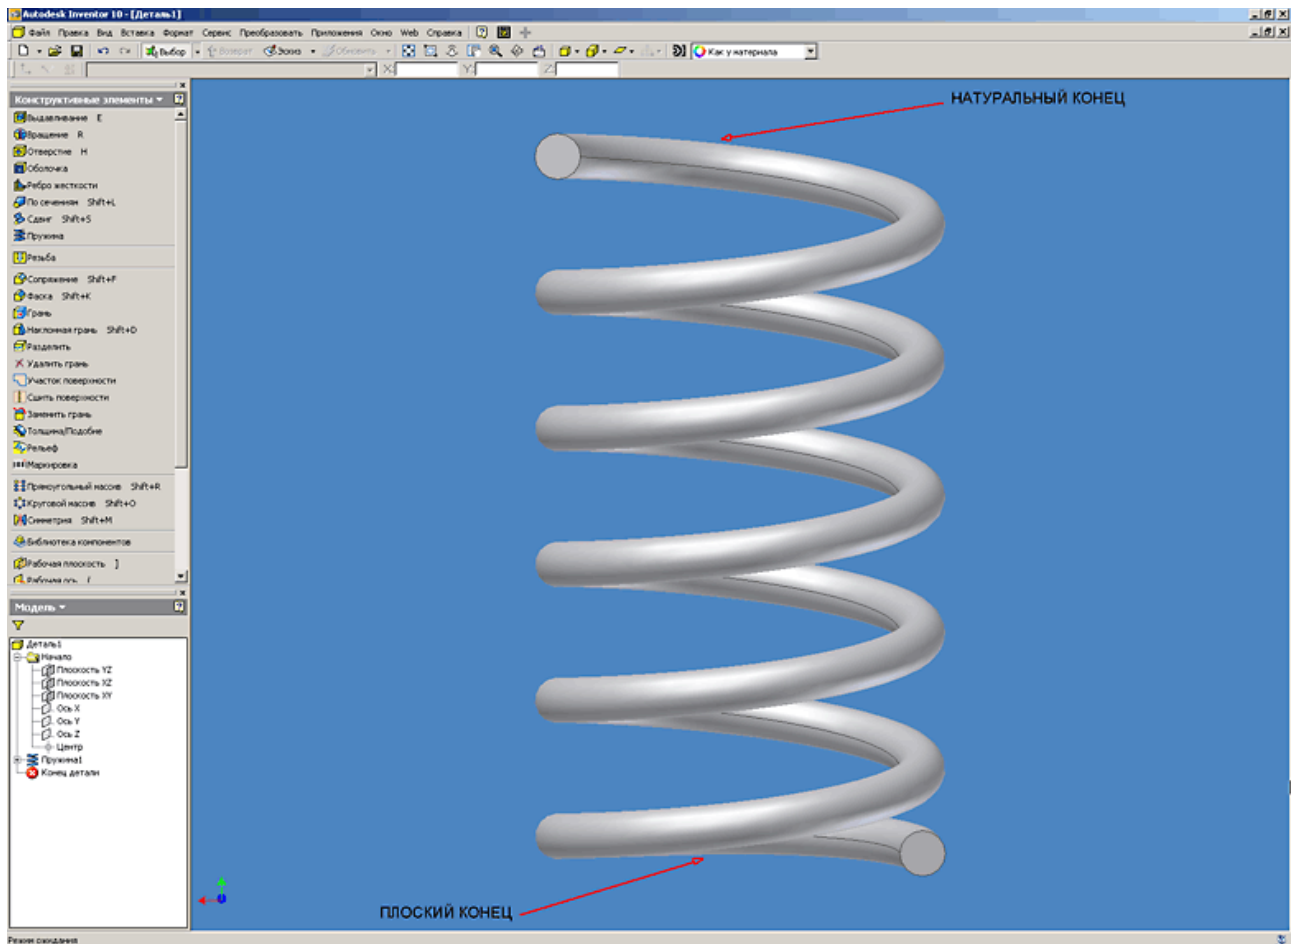 Autodesk Inventor 10 - [Деталь1]
Файл Правка Вид Вставка Формат Сервис Преобразовать Приложения Окно Web Справка
Выбор Возврат Эскиз Обновить Как у материала
X: Y: Z:
Конструктивные элементы
Выдавливание E
Вращение R
Отверстие H
Оболочка
Ребро жесткости
По сечениям Shift+L
Сдвиг Shift+S
Пружина
Резьба
Сопряжение Shift+F
Фаска Shift+K
Грань
Наклонная грань Shift+D
Разделить
Удалить грань
Участок поверхности
Сшить поверхности
Заменить грань
Толщина/Подобие
Рельеф
Маркировка
Прямоугольный массив Shift+R
Круговой массив Shift+O
Симметрия Shift+M
Библиотека компонентов
Рабочая плоскость ]
Рабочая ось /
Модель
Деталь1
Начало
Плоскость YZ
Плоскость XZ
Плоскость XY
Ось X
Ось Y
Ось Z
Центр
Пружина1
Конец детали
НАТУРАЛЬНЫЙ КОНЕЦ
ПЛОСКИЙ КОНЕЦ
Режим ожидания